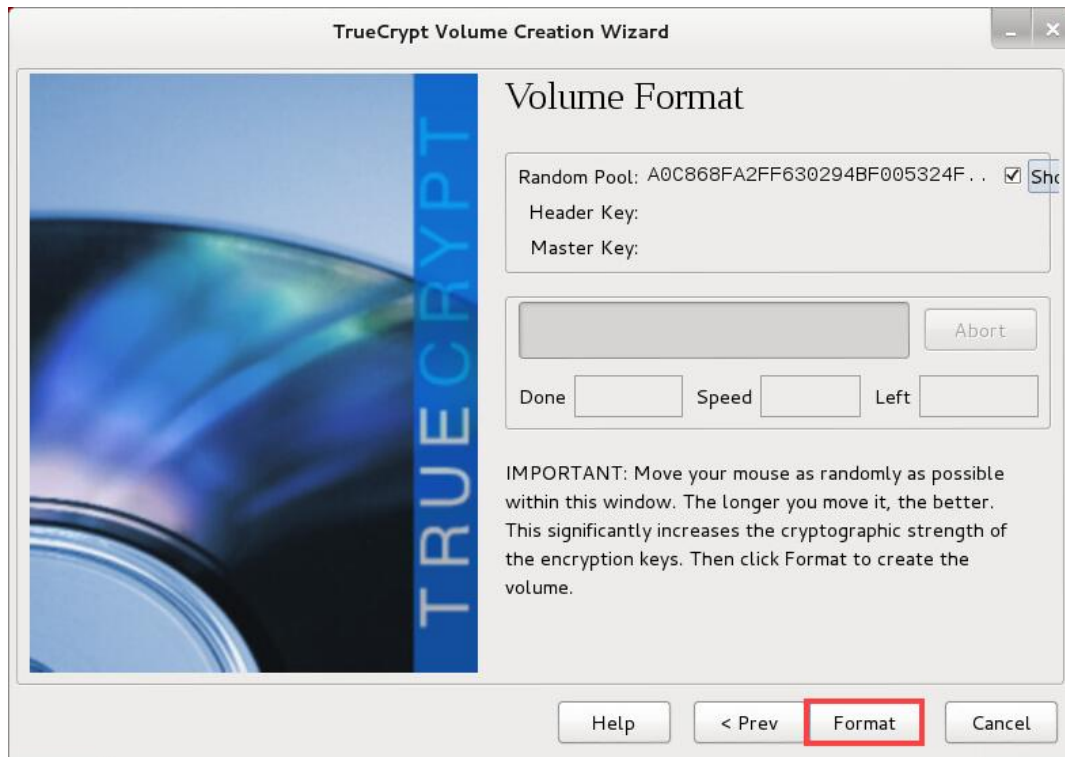 TrueCrypt Volume Creation Wizard
TRUECRYPT
Volume Format
Random Pool: A0C868FA2FF630294BF005324F.. Sho
Header Key:
Master Key:
Abort
Done Speed Left
IMPORTANT: Move your mouse as randomly as possible
within this window. The longer you move it, the better.
This significantly increases the cryptographic strength of
the encryption keys. Then click Format to create the
volume.
Help < Prev Format Cancel